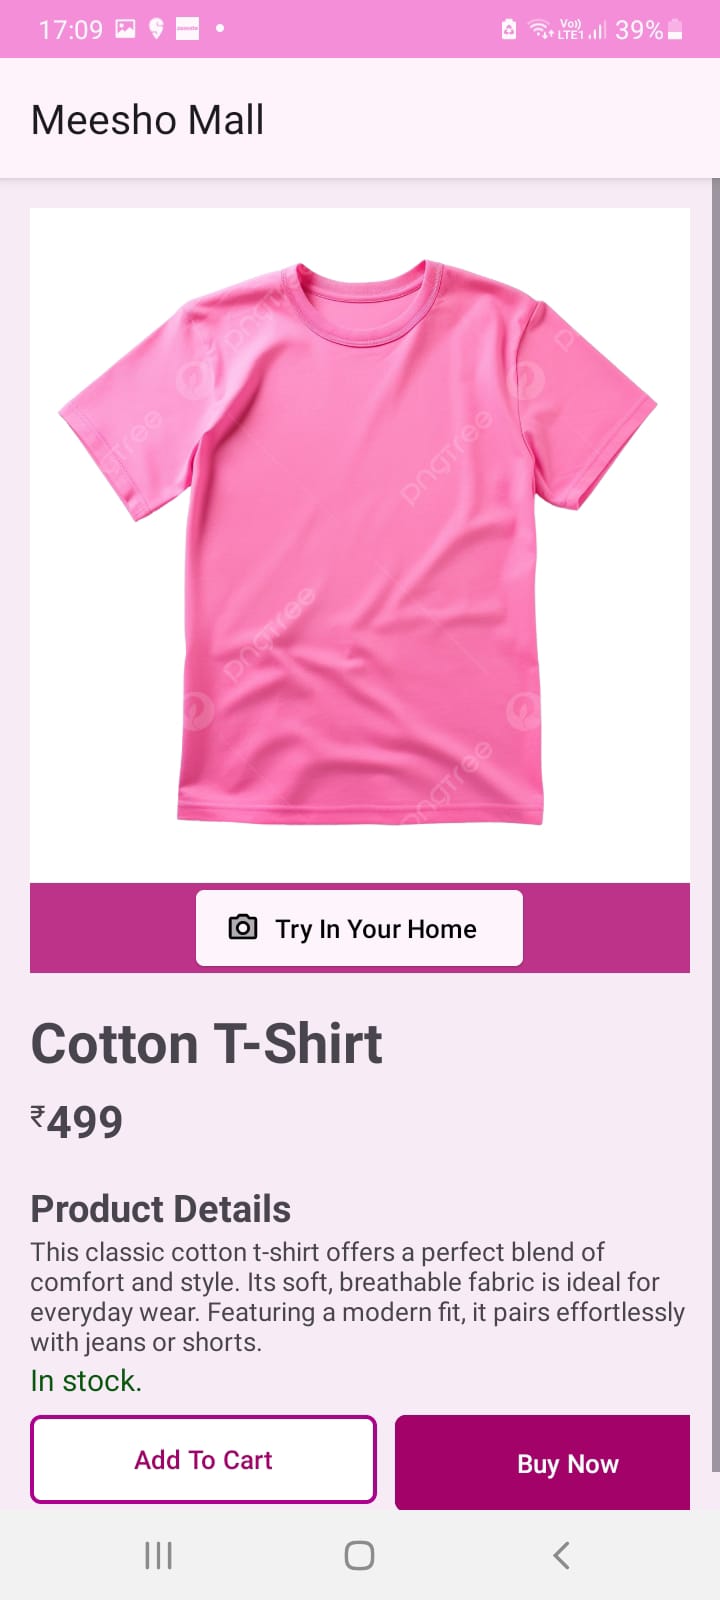 17:09 Vo)) LTE1 39%
Meesho Mall
pngtree
pngtree
pngtree
Try In Your Home
Cotton T-Shirt
₹499
Product Details
This classic cotton t-shirt offers a perfect blend of
comfort and style. Its soft, breathable fabric is ideal for
everyday wear. Featuring a modern fit, it pairs effortlessly
with jeans or shorts.
In stock.
Add To Cart Buy Now